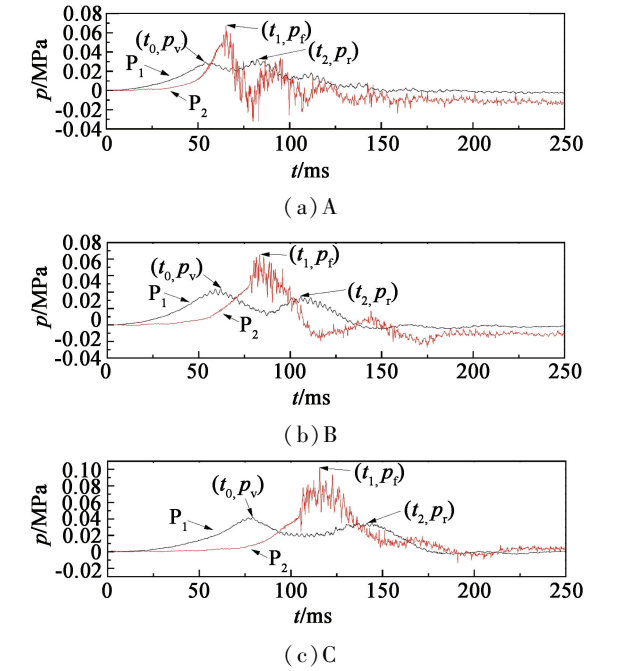 0.08
0.06
0.04
0.02
0
-0.02
-0.04
p/MPa
(t0,pv)
(t1,pf)
(t2,pr)
P1
P2
0 50 100 150 200 250
t/ms
(a)A
0.08
0.06
0.04
0.02
0
-0.02
-0.04
p/MPa
(t0,pv)
(t1,pf)
(t2,pr)
P1
P2
0 50 100 150 200 250
t/ms
(b)B
0.10
0.08
0.06
0.04
0.02
0
-0.02
p/MPa
(t0,pv)
(t1,pf)
(t2,pr)
P1
P2
0 50 100 150 200 250
t/ms
(c)C